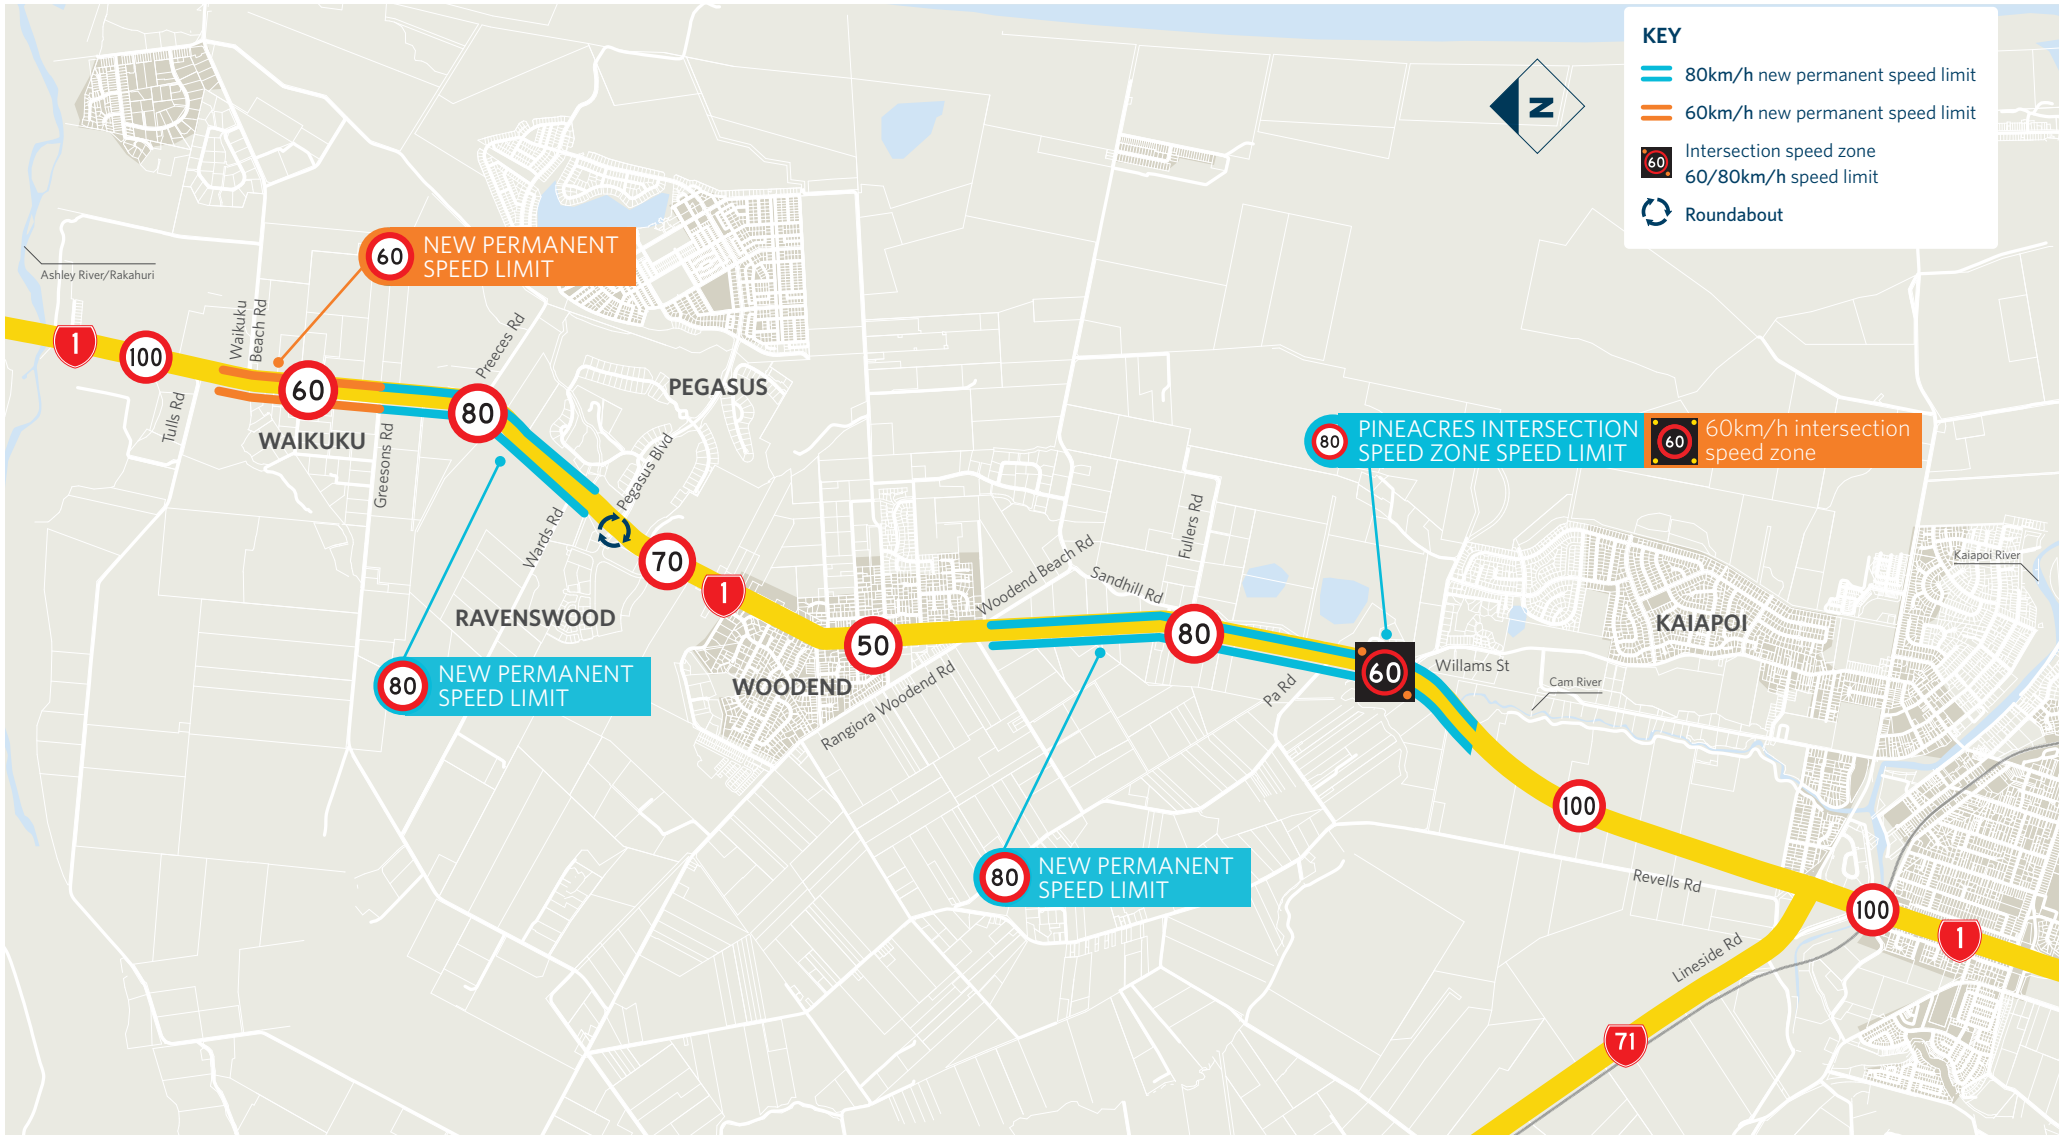 KEY
80km/h new permanent speed limit
60km/h new permanent speed limit
60
Intersection speed zone
60/80km/h speed limit
Roundabout
N
Ashley River/Rakahuri
60
NEW PERMANENT
SPEED LIMIT
1
100
Waikuku
Beach Rd
60
Tulls Rd
WAIKUKU
Greesons Rd
80
Preeces Rd
PEGASUS
Pegasus Blvd
Wards Rd
70
1
RAVENSWOOD
80
NEW PERMANENT
SPEED LIMIT
50
WOODEND
Rangiora Woodend Rd
Woodend Beach Rd
Sandhill Rd
Fullers Rd
80
80
PINEACRES INTERSECTION
SPEED ZONE SPEED LIMIT
60
60km/h intersection
speed zone
60
Pa Rd
Willams St
Cam River
KAIAPOI
Kaiapoi River
80
NEW PERMANENT
SPEED LIMIT
100
Revells Rd
100
1
Lineside Rd
71